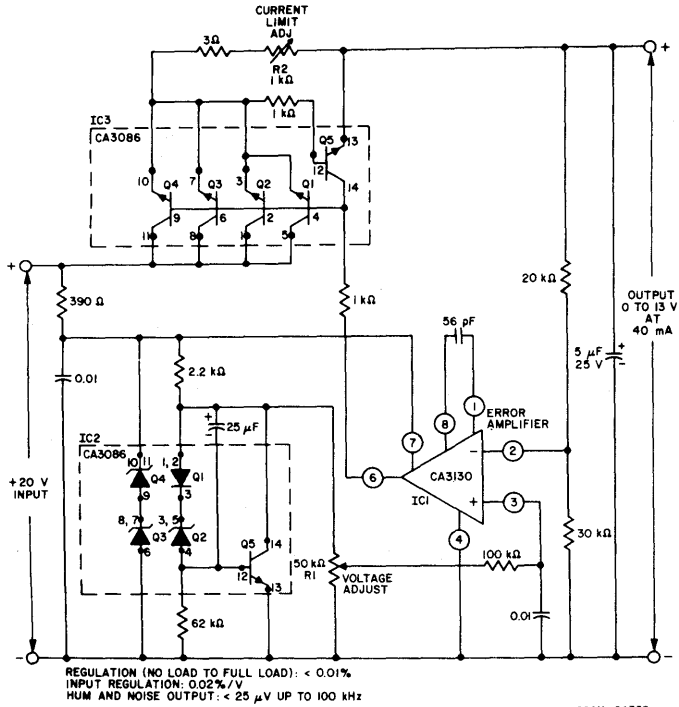 CURRENT
LIMIT
ADJ
3Ω
R2
1 kΩ
1 kΩ
IC3
CA3086
Q5
13
12
14
10
Q4
9
11
7
Q3
6
8
3
Q2
2
1
Q1
4
5
+
+
390 Ω
0.01
2.2 kΩ
1 kΩ
56 pF
20 kΩ
OUTPUT
0 TO 13 V
AT
40 mA
5 µF
25 V
+
-
+
-
25 µF
IC2
CA3086
10 11
Q4
9
1, 2
Q1
3
8, 7
Q3
6
3, 5
Q2
4
Q5
14
12
13
+20 V
INPUT
1
8
7
ERROR
AMPLIFIER
6
CA3130
IC1
-
2
+
3
4
50 kΩ
R1
VOLTAGE
ADJUST
100 kΩ
30 kΩ
0.01
62 kΩ
-
-
REGULATION (NO LOAD TO FULL LOAD): < 0.01%
INPUT REGULATION: 0.02%/V
HUM AND NOISE OUTPUT: < 25 µV UP TO 100 kHz